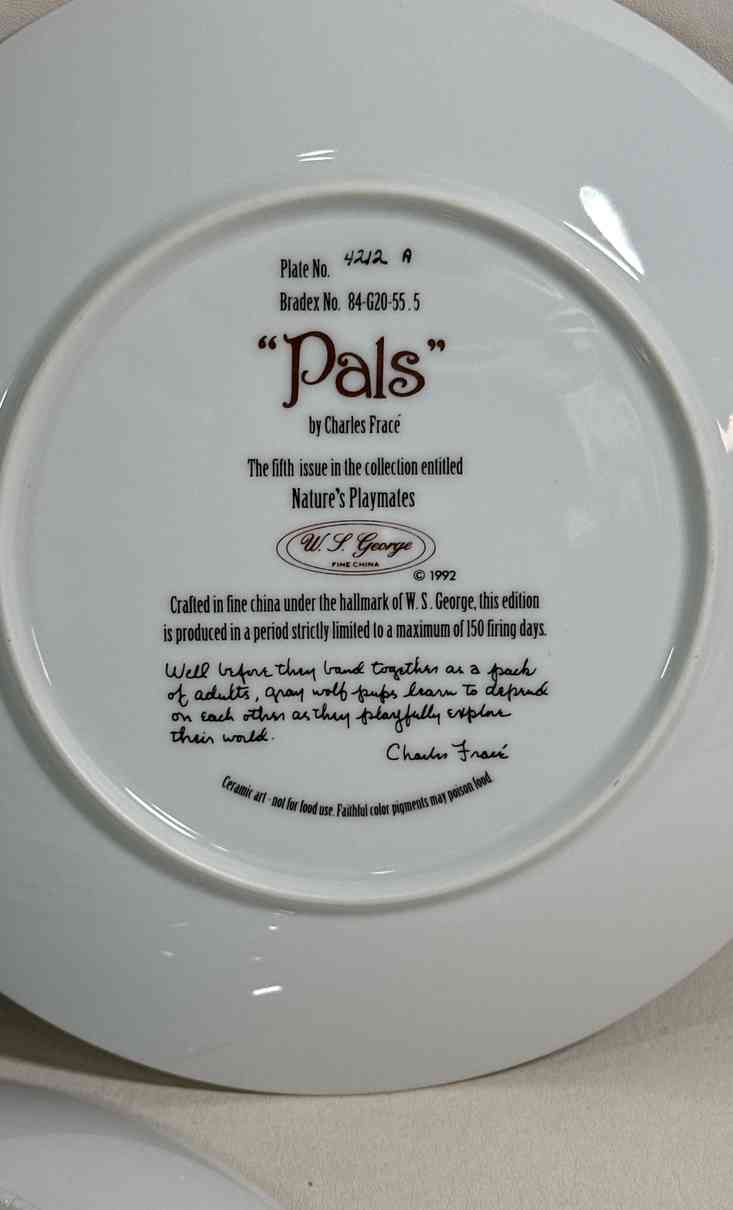 Plate No. 4212 A
Bradex No. 84-G20-55.5
“Pals”
by Charles Fracé
The fifth issue in the collection entitled
Nature's Playmates
W. S. George
FINE CHINA
© 1992
Crafted in fine china under the hallmark of W. S. George, this edition
is produced in a period strictly limited to a maximum of 150 firing days.
Well before they band together as a pack
of adults, gray wolf pups learn to depend
on each other as they playfully explore
their world.
Charles Fracé
Ceramic art - not for food use. Faithful color pigments may poison food.